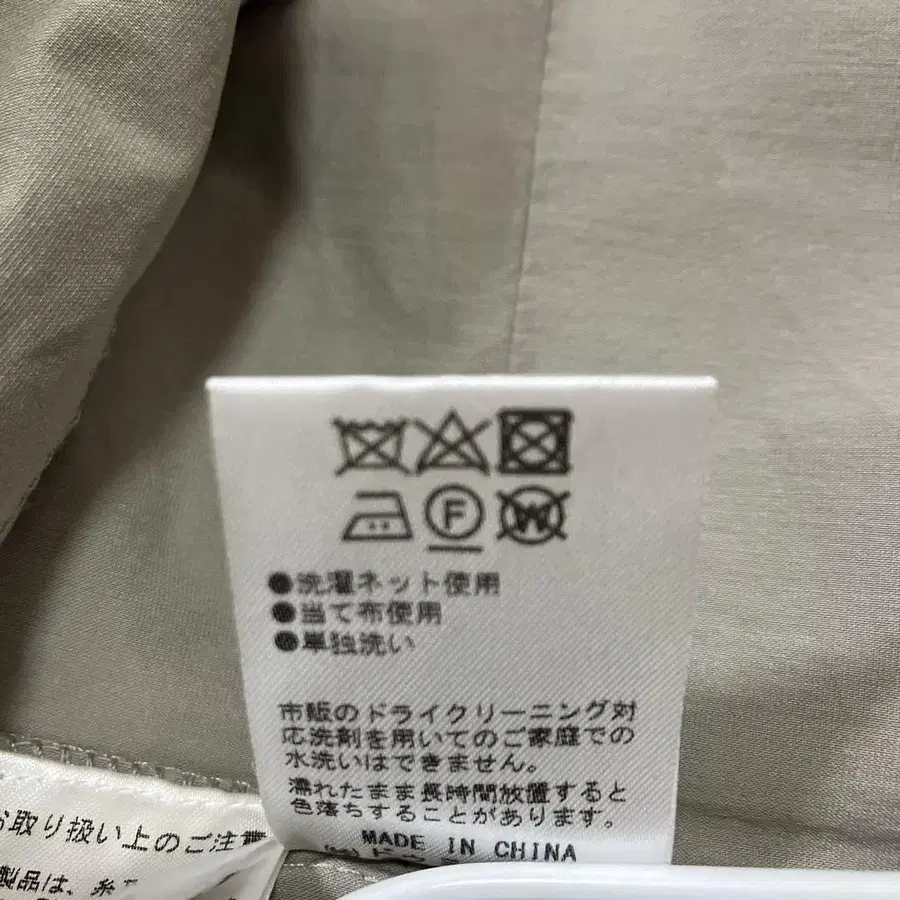 F W
●洗濯ネット使用
●当て布使用
●単独洗い
市販のドライクリーニング対
応洗剤を用いてのご家庭での
水洗いはできません。
濡れたまま長時間放置すると
色落ちすることがあります。
MADE IN CHINA
取り扱い上のご注意
製品は、糸